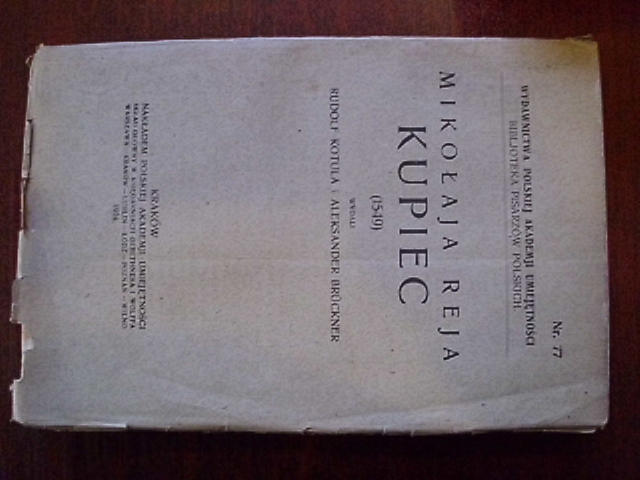 Nr. 77
WYDAWNICTWA POLSKIEJ AKADEMJI UMIEJĘTNOŚCI
BIBLJOTEKA PISARZÓW POLSKICH
MIKOŁAJA REJA
KUPIEC
(1549)
WYDALI
RUDOLF KOTULA I ALEKSANDER BRÜCKNER
KRAKÓW
NAKŁADEM POLSKIEJ AKADEMJI UMIEJĘTNOŚCI
SKŁAD GŁÓWNY W KSIĘGARNIACH GEBETHNERA I WOLFFA
WARSZAWA — KRAKÓW — LUBLIN — ŁÓDŹ — POZNAŃ — WILNO
1924